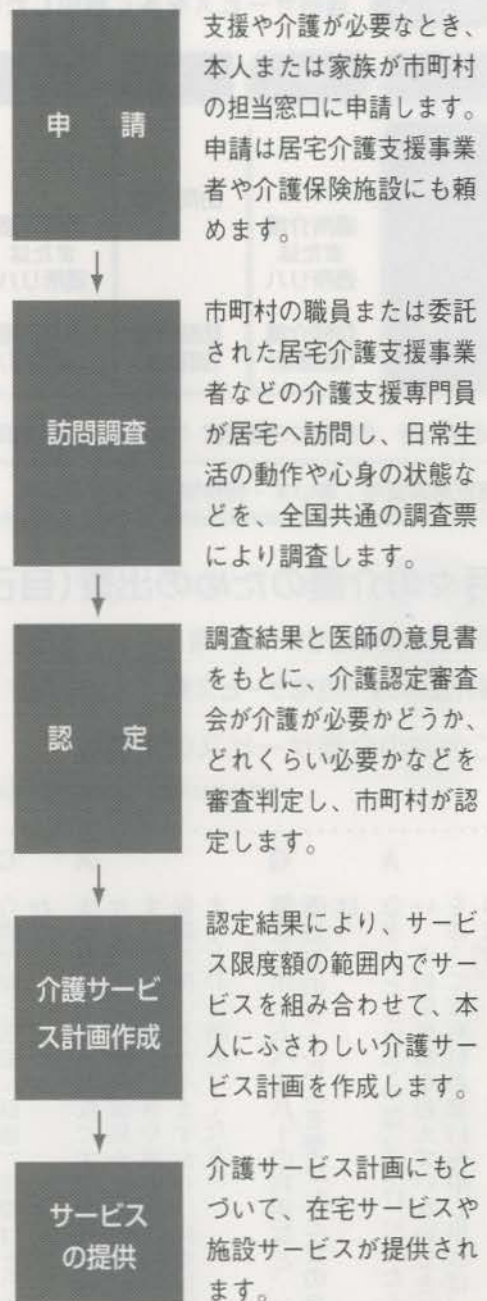 申　請
支援や介護が必要なとき、
本人または家族が市町村
の担当窓口に申請します。
申請は居宅介護支援事業
者や介護保険施設にも頼
めます。
訪問調査
市町村の職員または委託
された居宅介護支援事業
者などの介護支援専門員
が居宅へ訪問し、日常生
活の動作や心身の状態な
どを、全国共通の調査票
により調査します。
認　定
調査結果と医師の意見書
をもとに、介護認定審査
会が介護が必要かどうか、
どれくらい必要かなどを
審査判定し、市町村が認
定します。
介護サービ
ス計画作成
認定結果により、サービ
ス限度額の範囲内でサー
ビスを組み合わせて、本
人にふさわしい介護サー
ビス計画を作成します。
サービス
の提供
介護サービス計画にもと
づいて、在宅サービスや
施設サービスが提供され
ます。